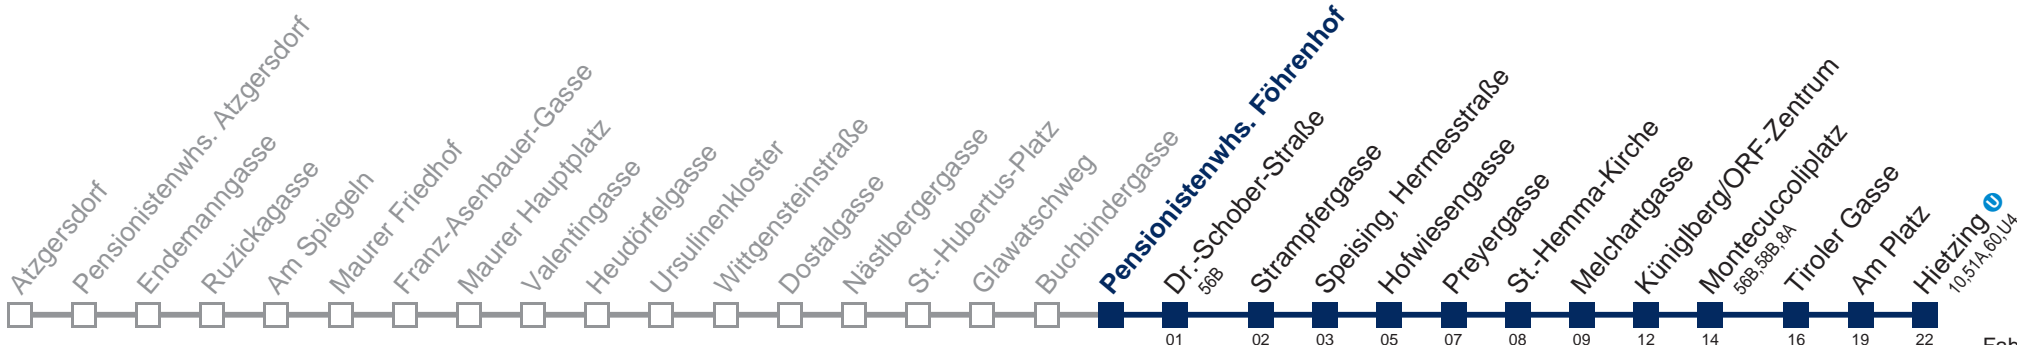 Atzgersdorf
Pensionistenwhs. Atzgersdorf
Endemanngasse
Ruzickagasse
Am Spiegeln
Maurer Friedhof
Franz-Asenbauer-Gasse
Maurer Hauptplatz
Valentingasse
Heudörfelgasse
Ursulinenkloster
Wittgensteinstraße
Dostalgasse
Nästlbergergasse
St.-Hubertus-Platz
Glawatschweg
Buchbindergasse
Pensionistenwhs. Föhrenhof
Dr.-Schober-Straße
56B
Strampfergasse
Speising, Hermesstraße
Hofwiesengasse
Preyergasse
St.-Hemma-Kirche
Melchartgasse
Küniglberg/ORF-Zentrum
Montecuccoliplatz
56B,58B,8A
Tiroler Gasse
Am Platz
Hietzing U
10,51A,60,U4
01 02 03 05 07 08 09 12 14 16 19 22